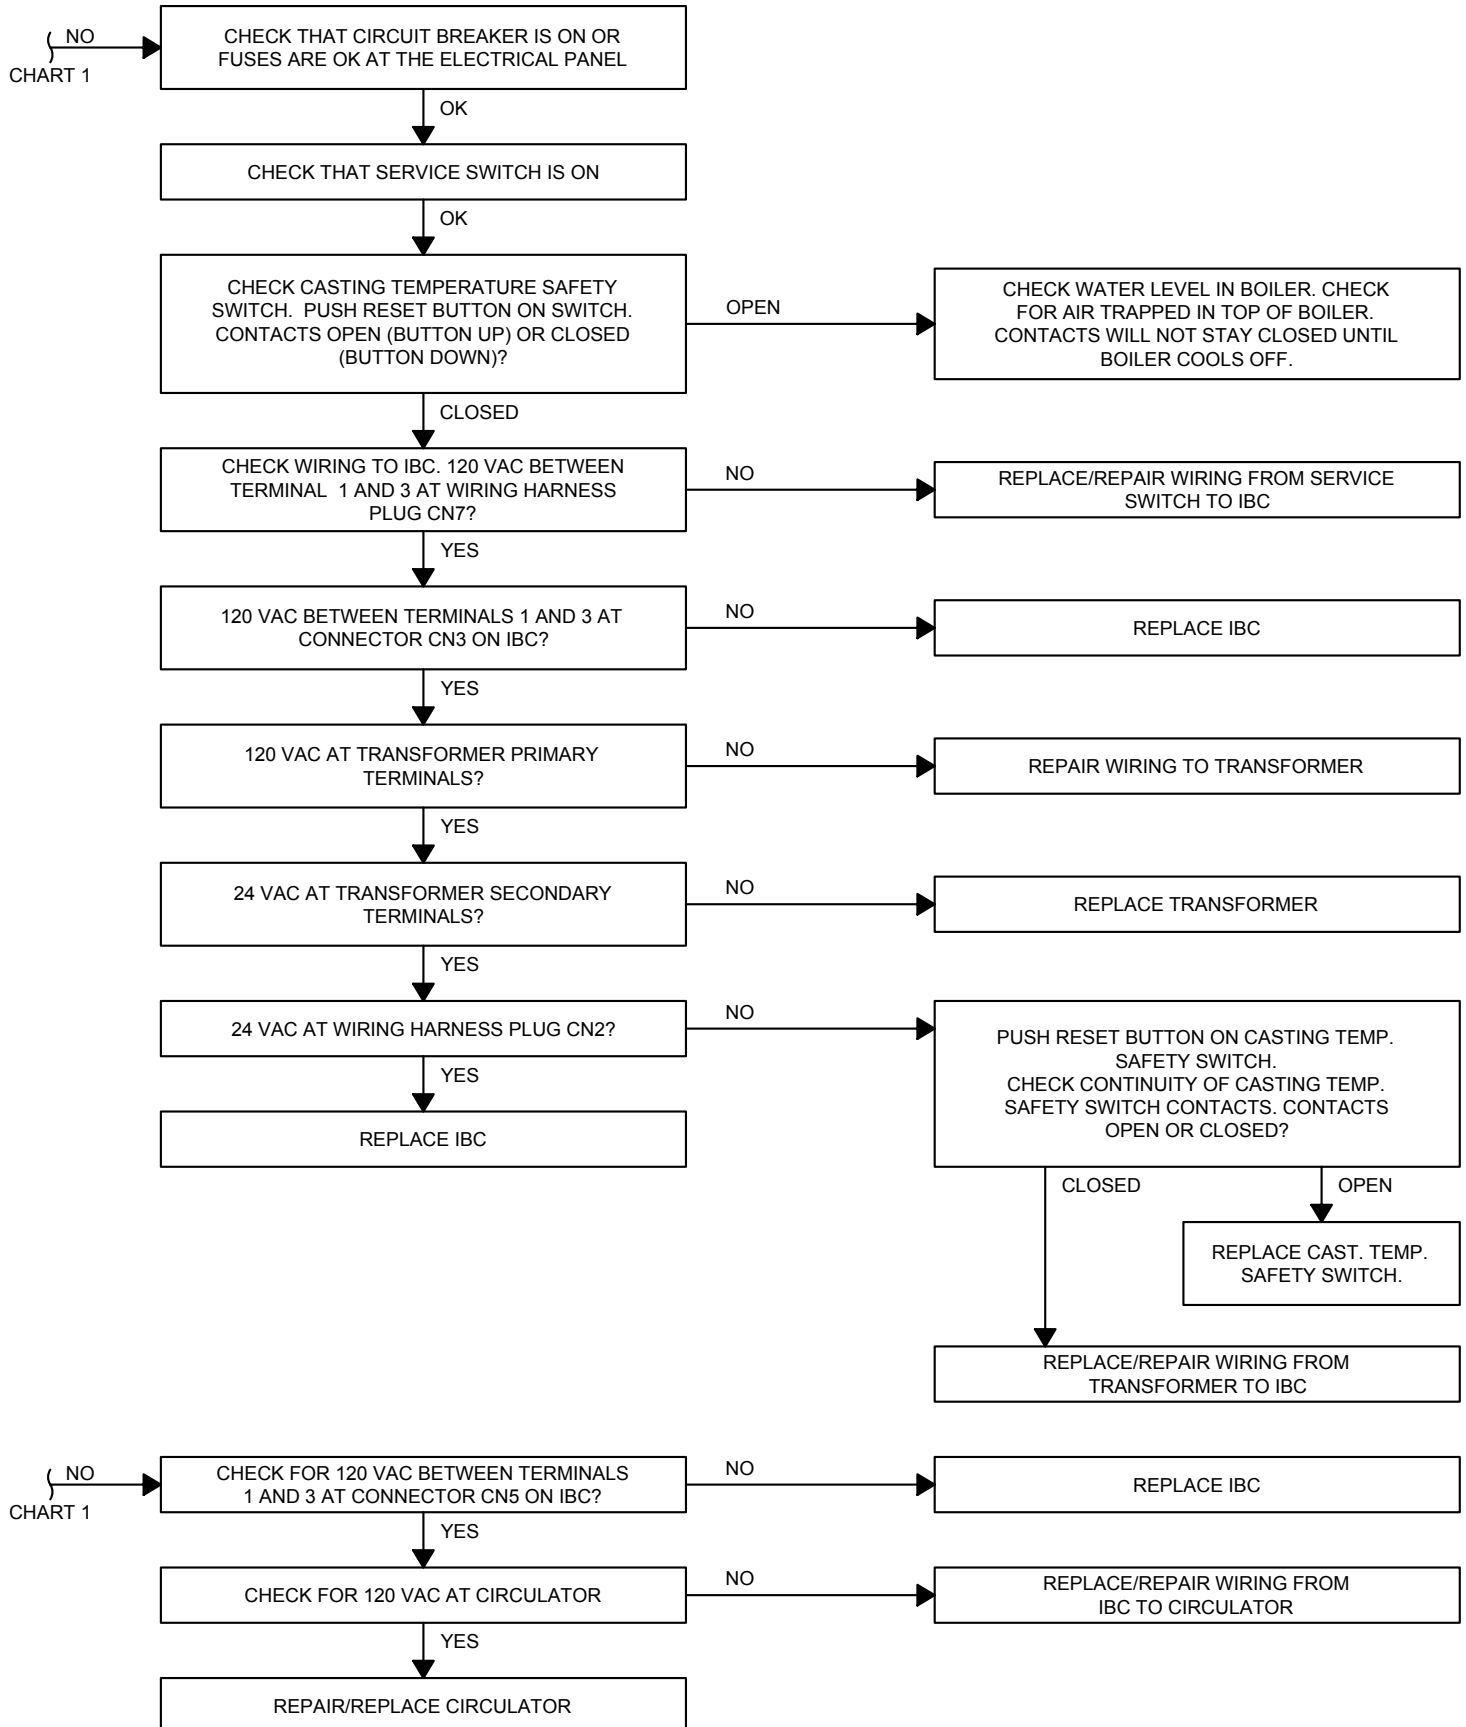 NO
CHART 1
CHECK THAT CIRCUIT BREAKER IS ON OR
FUSES ARE OK AT THE ELECTRICAL PANEL
OK
CHECK THAT SERVICE SWITCH IS ON
OK
CHECK CASTING TEMPERATURE SAFETY
SWITCH. PUSH RESET BUTTON ON SWITCH.
CONTACTS OPEN (BUTTON UP) OR CLOSED
(BUTTON DOWN)?
OPEN
CHECK WATER LEVEL IN BOILER. CHECK
FOR AIR TRAPPED IN TOP OF BOILER.
CONTACTS WILL NOT STAY CLOSED UNTIL
BOILER COOLS OFF.
CLOSED
CHECK WIRING TO IBC. 120 VAC BETWEEN
TERMINAL 1 AND 3 AT WIRING HARNESS
PLUG CN7?
NO
REPLACE/REPAIR WIRING FROM SERVICE
SWITCH TO IBC
YES
120 VAC BETWEEN TERMINALS 1 AND 3 AT
CONNECTOR CN3 ON IBC?
NO
REPLACE IBC
YES
120 VAC AT TRANSFORMER PRIMARY
TERMINALS?
NO
REPAIR WIRING TO TRANSFORMER
YES
24 VAC AT TRANSFORMER SECONDARY
TERMINALS?
NO
REPLACE TRANSFORMER
YES
24 VAC AT WIRING HARNESS PLUG CN2?
NO
PUSH RESET BUTTON ON CASTING TEMP.
SAFETY SWITCH.
CHECK CONTINUITY OF CASTING TEMP.
SAFETY SWITCH CONTACTS. CONTACTS
OPEN OR CLOSED?
YES
REPLACE IBC
CLOSED
OPEN
REPLACE CAST. TEMP.
SAFETY SWITCH.
REPLACE/REPAIR WIRING FROM
TRANSFORMER TO IBC
NO
CHART 1
CHECK FOR 120 VAC BETWEEN TERMINALS
1 AND 3 AT CONNECTOR CN5 ON IBC?
NO
REPLACE IBC
YES
CHECK FOR 120 VAC AT CIRCULATOR
NO
REPLACE/REPAIR WIRING FROM
IBC TO CIRCULATOR
YES
REPAIR/REPLACE CIRCULATOR